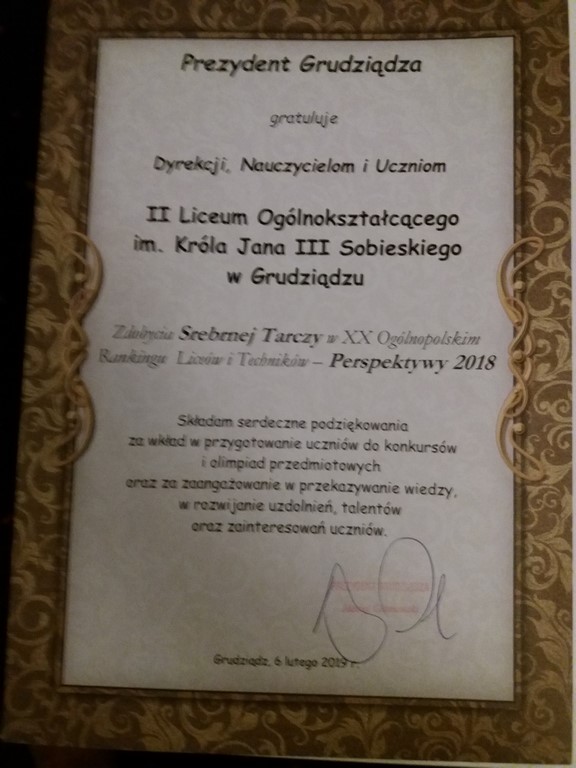 Prezydent Grudziądza
gratuluje
Dyrekcji, Nauczycielom i Uczniom
II Liceum Ogólnokształcącego
im. Króla Jana III Sobieskiego
w Grudziądzu
Zdobycia Srebrnej Tarczy w XX Ogólnopolskim
Rankingu Liceów i Techników – Perspektywy 2018
Składam serdeczne podziękowania
za wkład w przygotowanie uczniów do konkursów
i olimpiad przedmiotowych
oraz za zaangażowanie w przekazywanie wiedzy,
w rozwijanie uzdolnień, talentów
oraz zainteresowań uczniów.
Grudziądz, 6 lutego 2019 r.